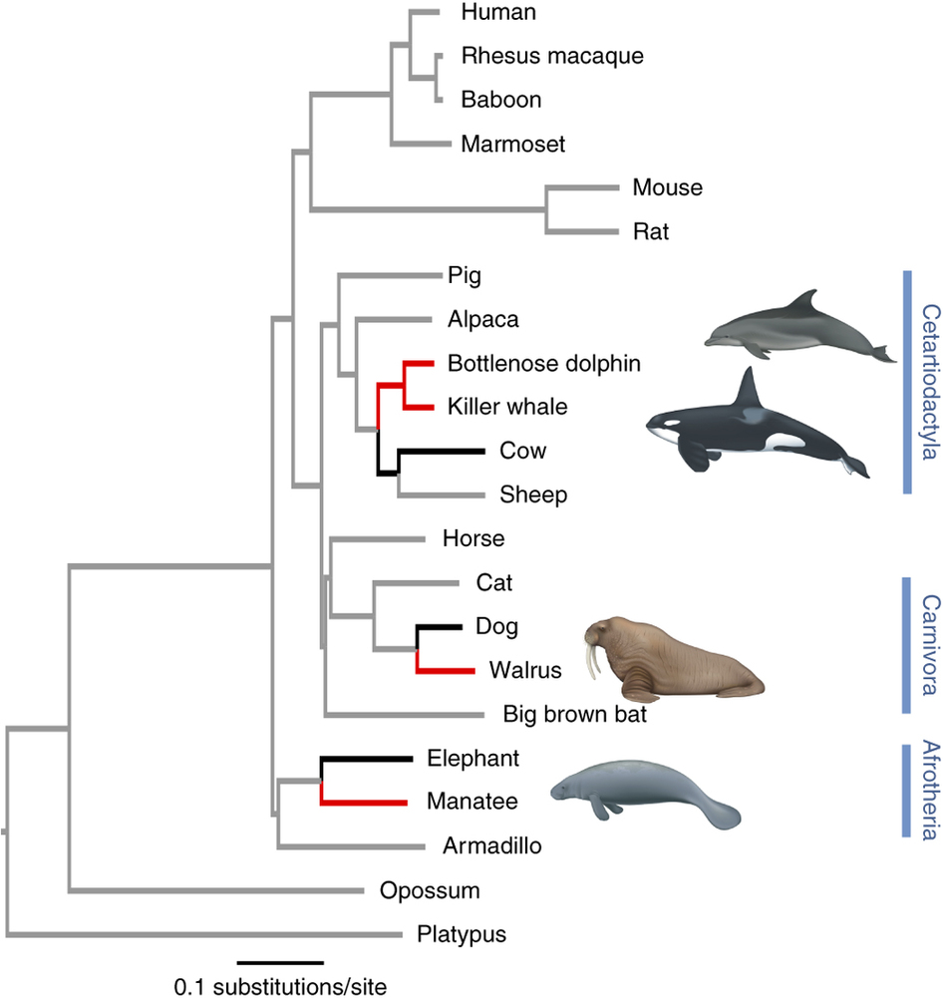 Human
Rhesus macaque
Baboon
Marmoset
Mouse
Rat
Pig
Alpaca
Bottlenose dolphin
Killer whale
Cow
Sheep
Cetartiodactyla
Horse
Cat
Dog
Walrus
Big brown bat
Carnivora
Elephant
Manatee
Armadillo
Afrotheria
Opossum
Platypus
0.1 substitutions/site